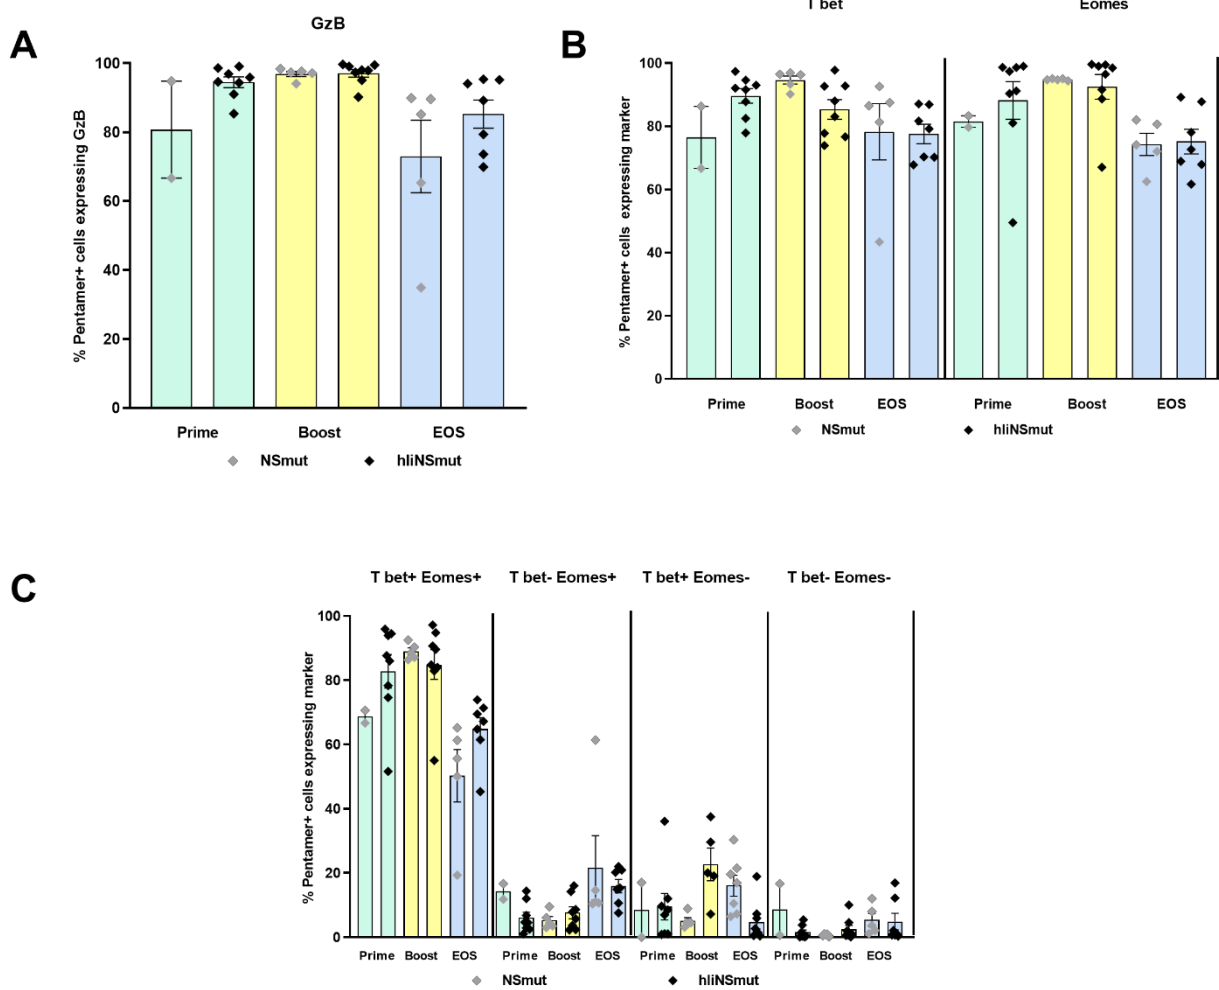 A
GzB
% Pentamer+ cells expressing GzB
100
80
60
40
20
0
Prime Boost EOS
NSmut hliNSmut
B
T bet Eomes
% Pentamer+ cells expressing marker
100
80
60
40
20
0
Prime Boost EOS Prime Boost EOS
NSmut hliNSmut
C
T bet+ Eomes+ T bet- Eomes+ T bet+ Eomes- T bet- Eomes-
% Pentamer+ cells expressing marker
100
80
60
40
20
0
Prime Boost EOS Prime Boost EOS Prime Boost EOS Prime Boost EOS
NSmut hliNSmut